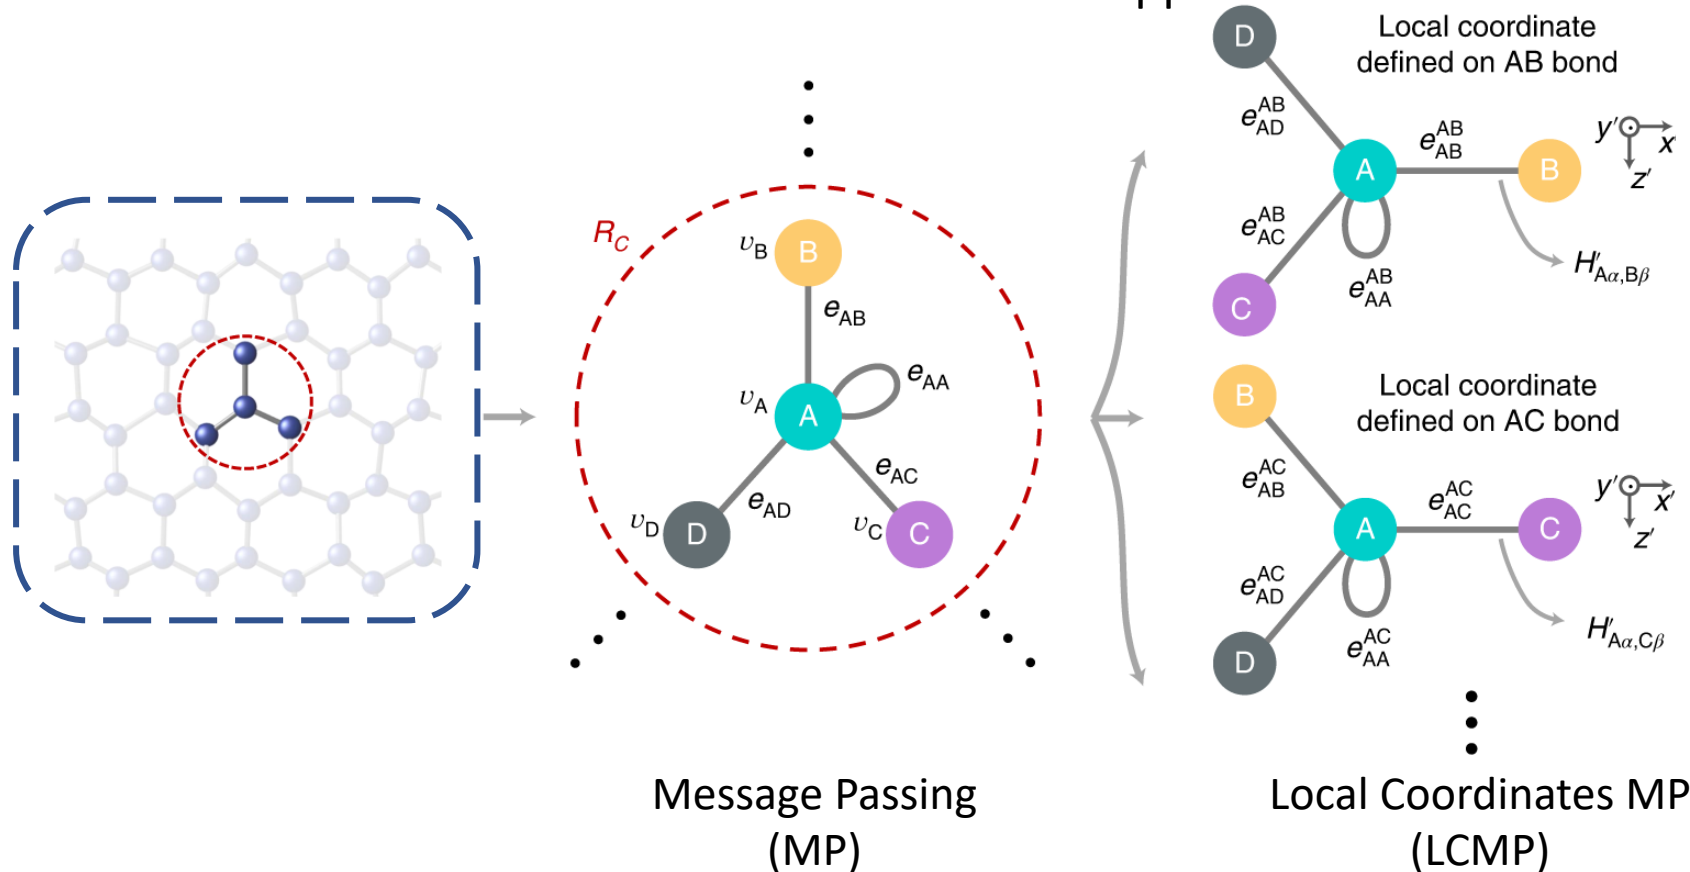 R_C
v_B
B
e_AB
v_A
A
e_AA
e_AC
e_AD
v_D
D
v_C
C
Message Passing
(MP)
D
Local coordinate
defined on AB bond
e^AB_AD
e^AB_AB
A
B
y′
x
z′
e^AB_AC
C
e^AB_AA
H′_Aα,Bβ
B
Local coordinate
defined on AC bond
e^AC_AB
e^AC_AC
A
C
y′
x′
z′
e^AC_AD
D
e^AC_AA
H′_Aα,Cβ
Local Coordinates MP
(LCMP)